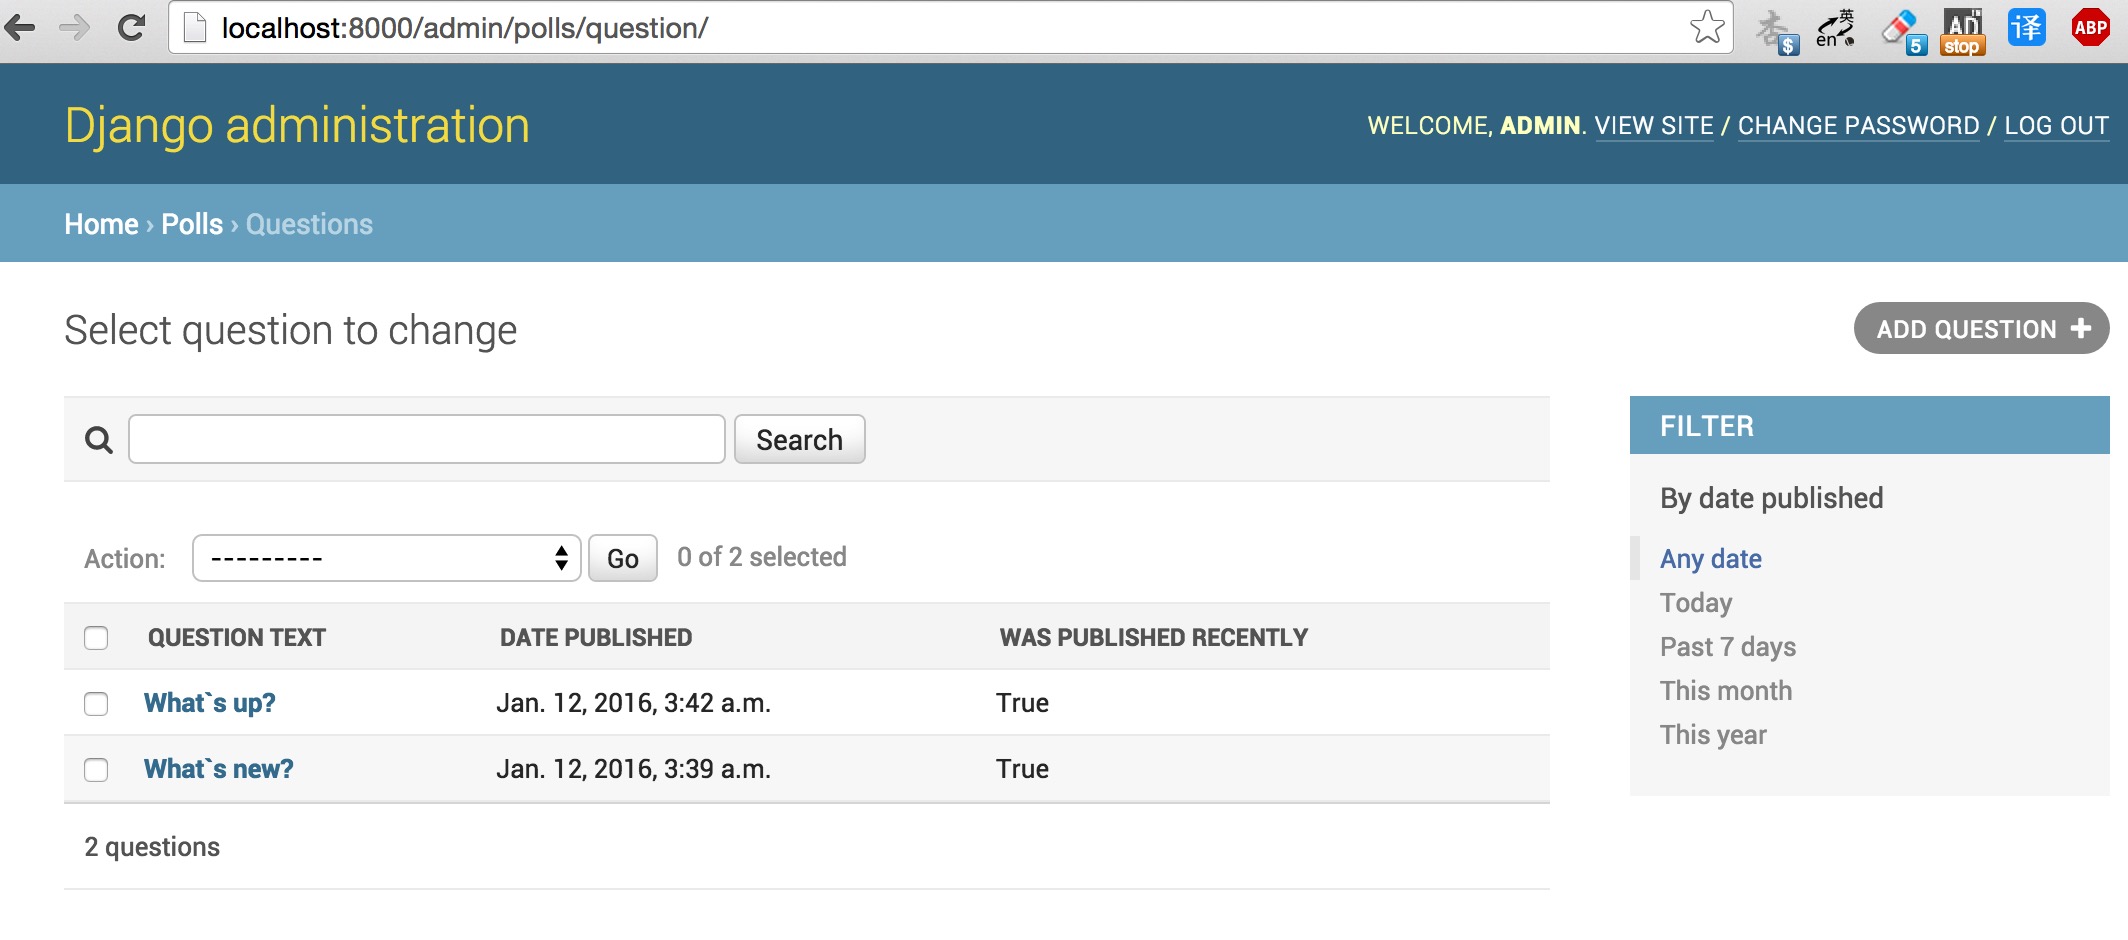 localhost:8000/admin/polls/question/
$ en 英 5 AD stop 译 ABP
Django administration
WELCOME, ADMIN. VIEW SITE / CHANGE PASSWORD / LOG OUT
Home › Polls › Questions
Select question to change
ADD QUESTION +
Search
Action: --------- Go 0 of 2 selected
QUESTION TEXT DATE PUBLISHED WAS PUBLISHED RECENTLY
What`s up? Jan. 12, 2016, 3:42 a.m. True
What`s new? Jan. 12, 2016, 3:39 a.m. True
2 questions
FILTER
By date published
Any date
Today
Past 7 days
This month
This year